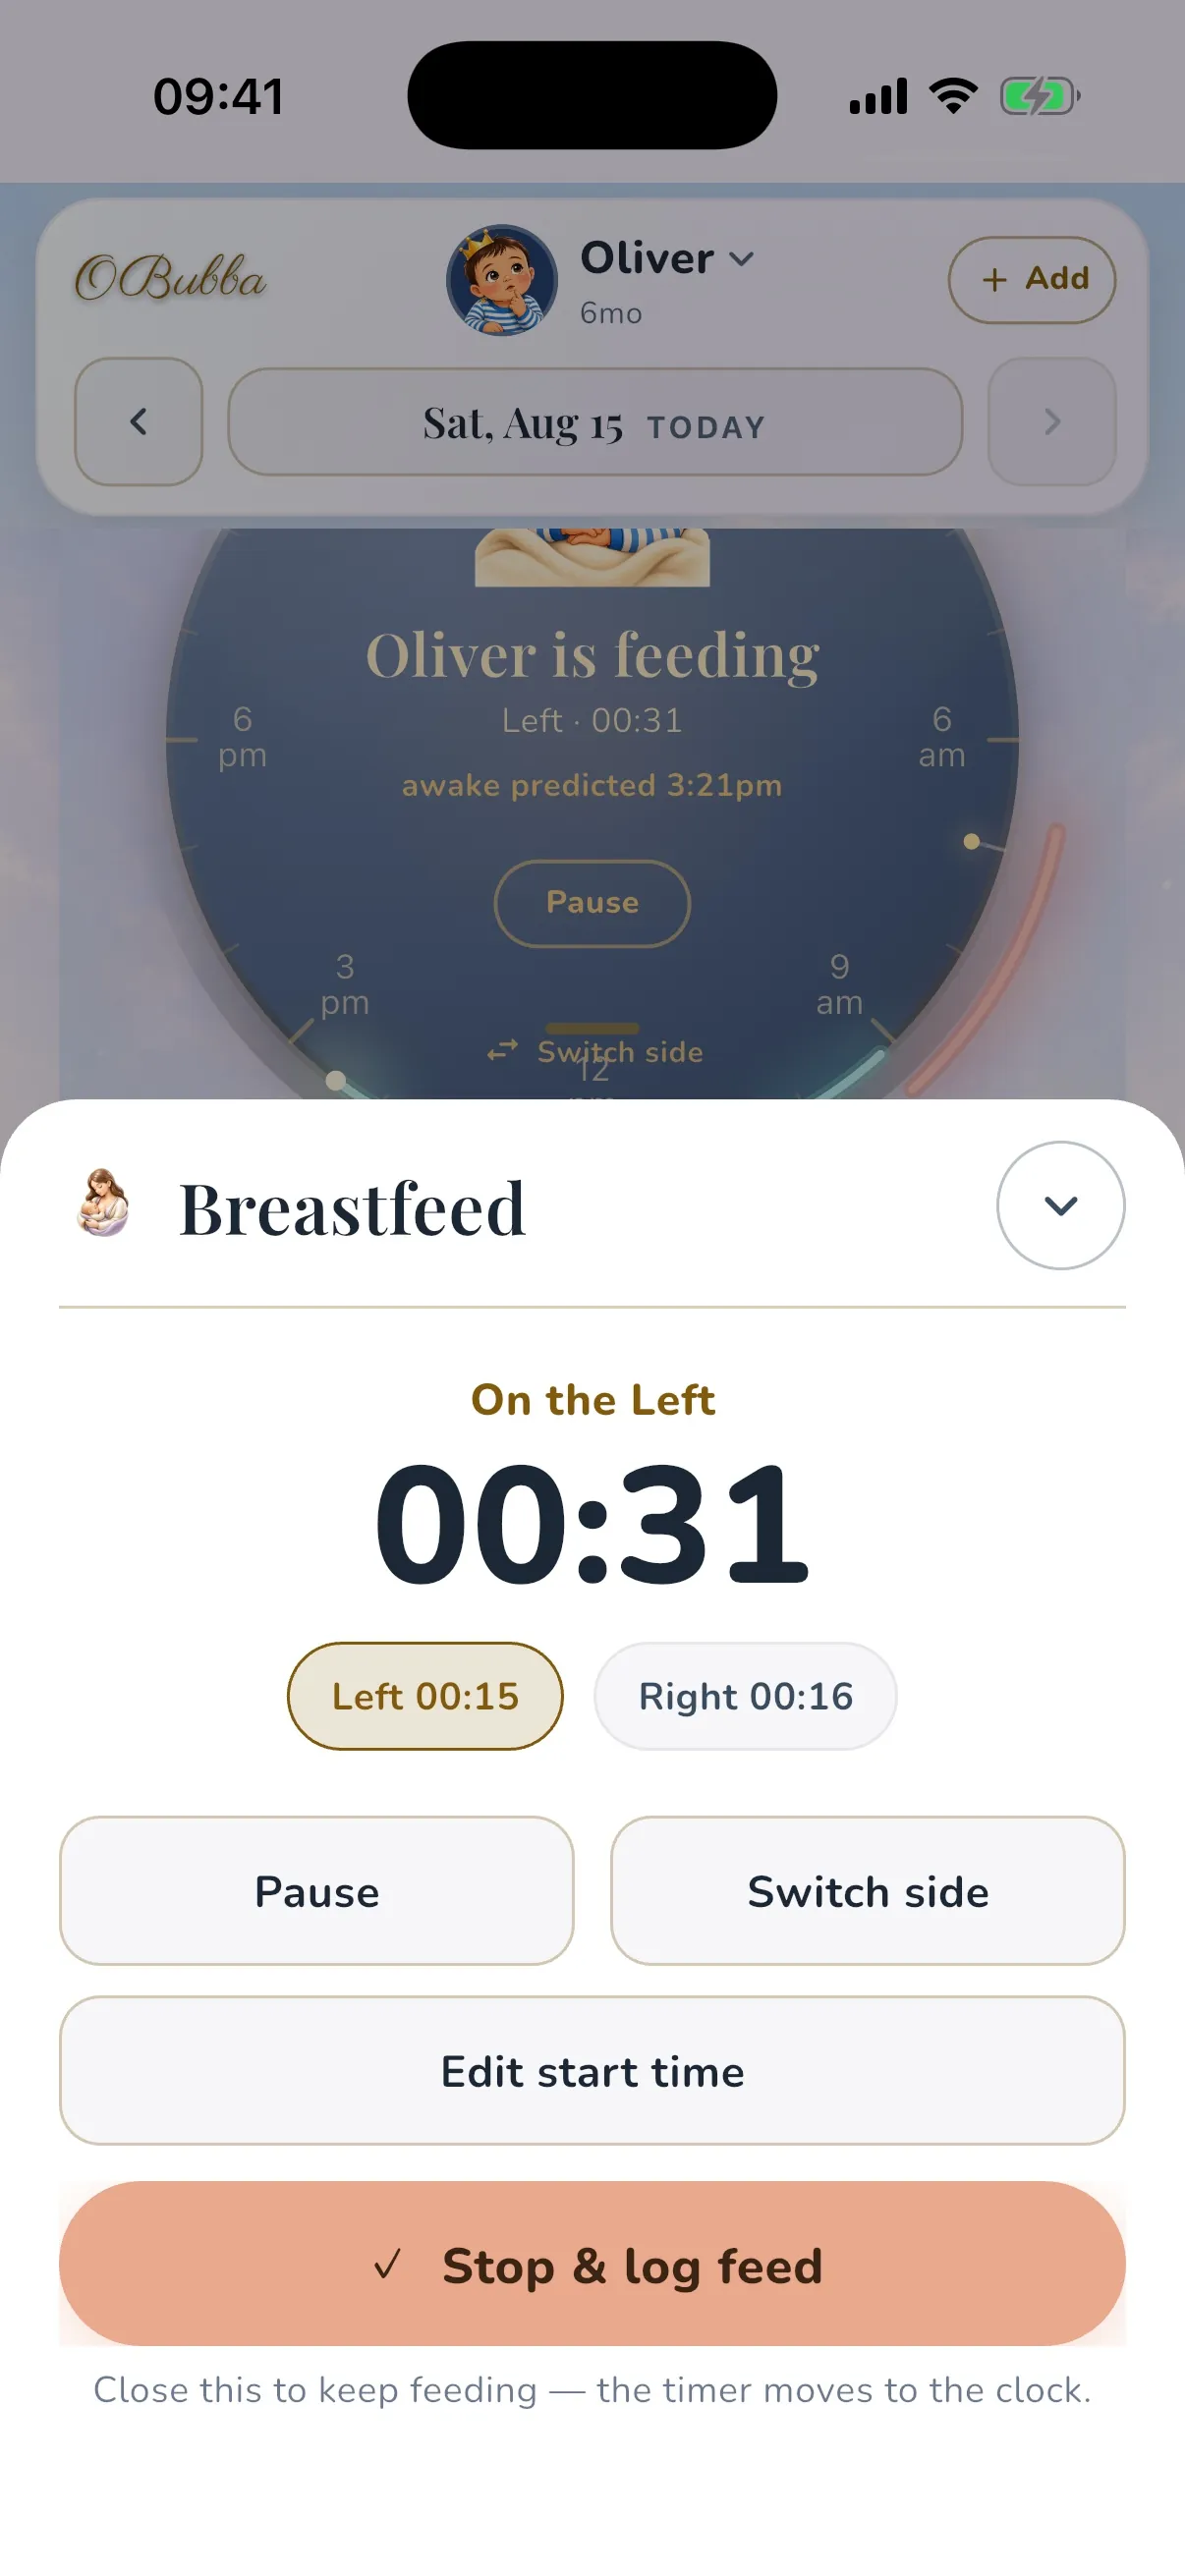 09:41
OBubba
Oliver
6mo
+ Add
Sat, Aug 15 TODAY
Oliver is feeding
Left · 00:31
awake predicted 3:21pm
6
pm
6
am
Pause
3
pm
9
am
Switch side
12
Breastfeed
On the Left
00:31
Left 00:15
Right 00:16
Pause
Switch side
Edit start time
✓ Stop & log feed
Close this to keep feeding — the timer moves to the clock.